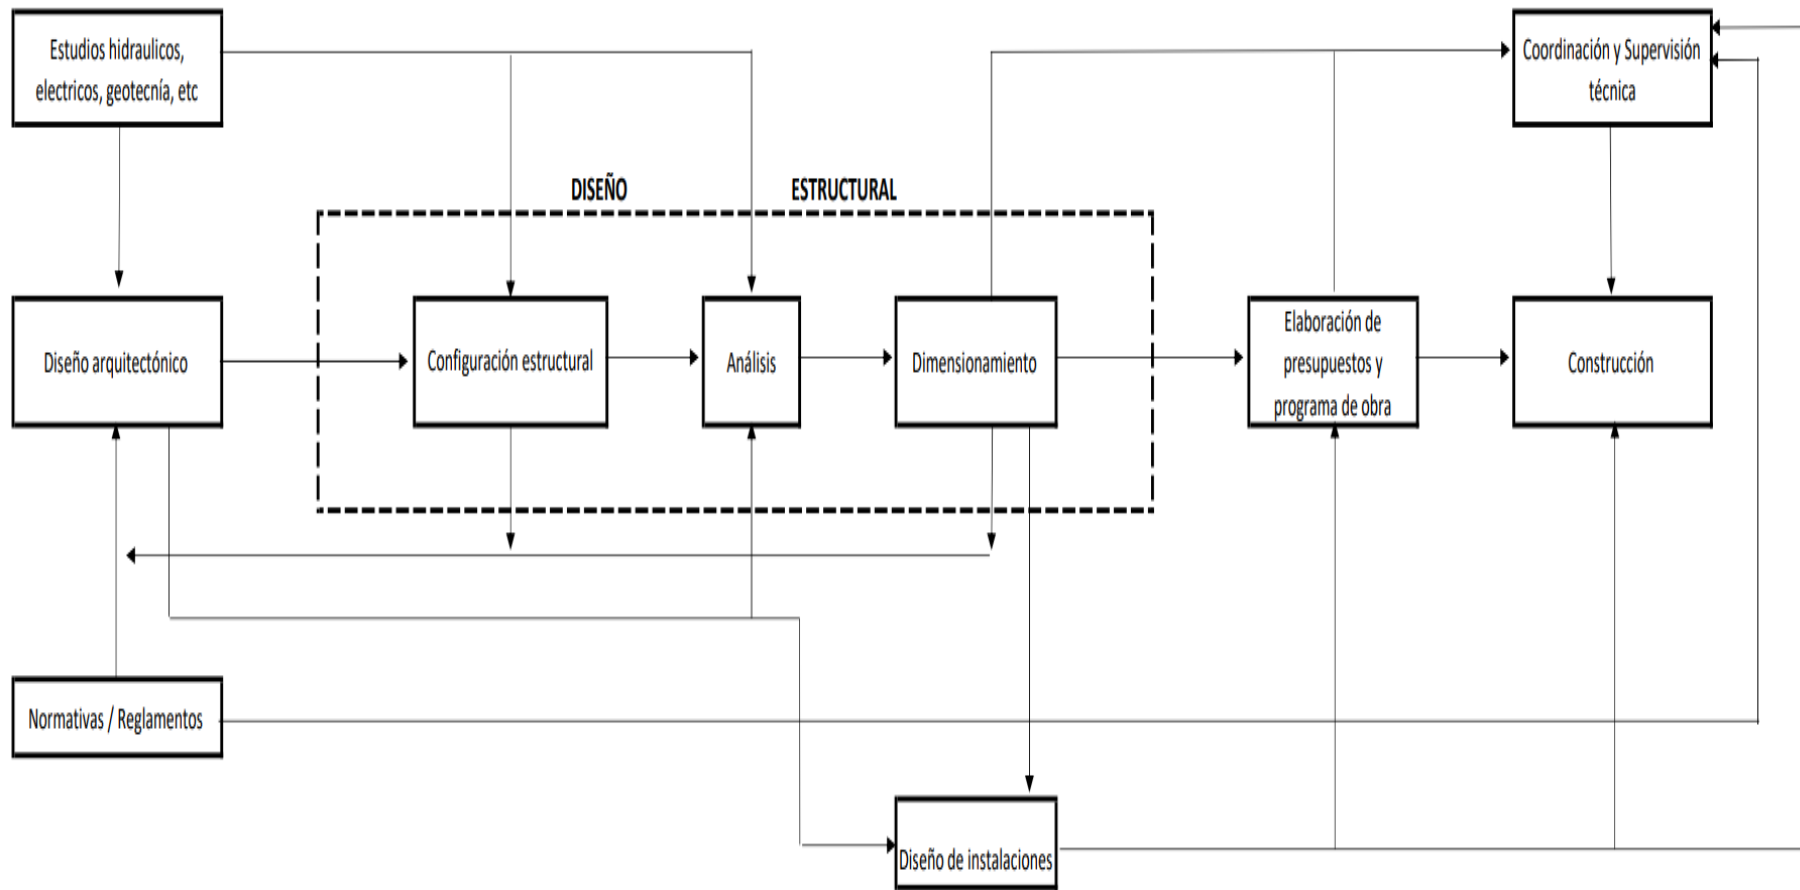 Estudios hidraulicos,
electricos, geotecnía, etc
Coordinación y Supervisión
técnica
DISEÑO ESTRUCTURAL
Diseño arquitectónico
Configuración estructural
Análisis
Dimensionamiento
Elaboración de
presupuestos y
programa de obra
Construcción
Normativas / Reglamentos
Diseño de instalaciones